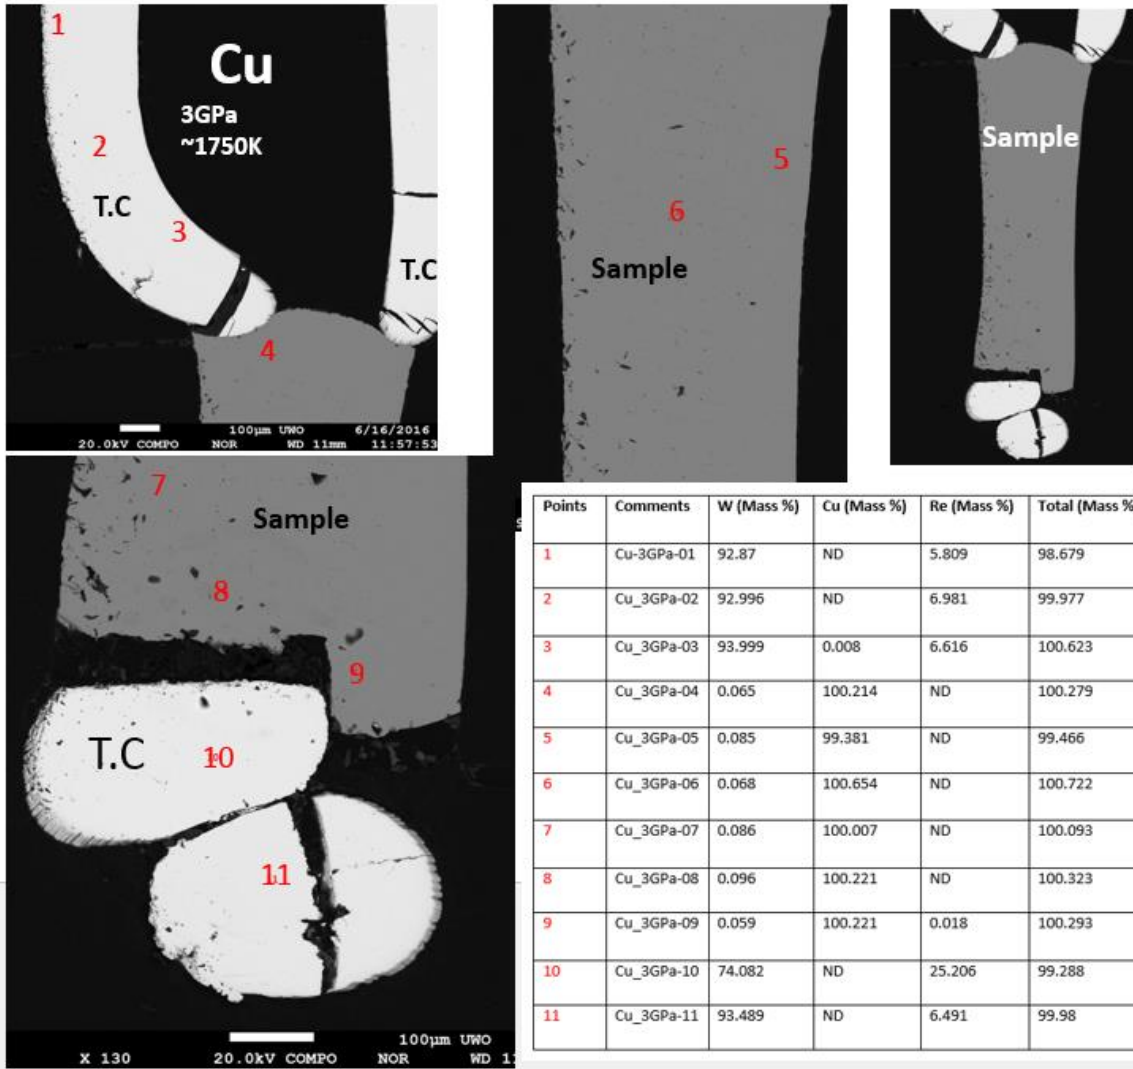 1
Cu
3GPa
~1750K
2
T.C
3
T.C
4
100µm UWO 6/16/2016
20.0kV COMPO NOR WD 11mm 11:57:53
5
6
Sample
Sample
7
Sample
8
9
T.C
10
11
100µm UWO
X 130 20.0kV COMPO NOR WD 1
Points Comments W (Mass %) Cu (Mass %) Re (Mass %) Total (Mass %
1 Cu-3GPa-01 92.87 ND 5.809 98.679
2 Cu_3GPa-02 92.996 ND 6.981 99.977
3 Cu_3GPa-03 93.999 0.008 6.616 100.623
4 Cu_3GPa-04 0.065 100.214 ND 100.279
5 Cu_3GPa-05 0.085 99.381 ND 99.466
6 Cu_3GPa-06 0.068 100.654 ND 100.722
7 Cu_3GPa-07 0.086 100.007 ND 100.093
8 Cu_3GPa-08 0.096 100.221 ND 100.323
9 Cu_3GPa-09 0.059 100.221 0.018 100.293
10 Cu_3GPa-10 74.082 ND 25.206 99.288
11 Cu_3GPa-11 93.489 ND 6.491 99.98